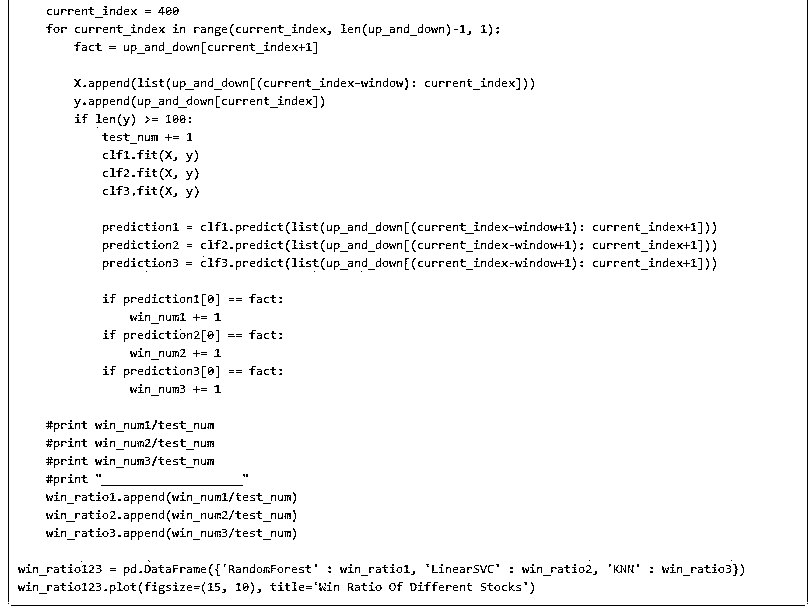 current_index = 400
for current_index in range(current_index, len(up_and_down)-1, 1):
fact = up_and_down[current_index+1]
X.append(list(up_and_down[(current_index-window): current_index]))
y.append(up_and_down[current_index])
if len(y) >= 100:
test_num += 1
clf1.fit(X, y)
clf2.fit(X, y)
clf3.fit(X, y)
prediction1 = clf1.predict(list(up_and_down[(current_index-window+1): current_index+1]))
prediction2 = clf2.predict(list(up_and_down[(current_index-window+1): current_index+1]))
prediction3 = clf3.predict(list(up_and_down[(current_index-window+1): current_index+1]))
if prediction1[0] == fact:
win_num1 += 1
if prediction2[0] == fact:
win_num2 += 1
if prediction3[0] == fact:
win_num3 += 1
#print win_num1/test_num
#print win_num2/test_num
#print win_num3/test_num
#print "____________________"
win_ratio1.append(win_num1/test_num)
win_ratio2.append(win_num2/test_num)
win_ratio3.append(win_num3/test_num)
win_ratio123 = pd.DataFrame({'RandomForest' : win_ratio1, 'LinearSVC' : win_ratio2, 'KNN' : win_ratio3})
win_ratio123.plot(figsize=(15, 10), title='Win Ratio Of Different Stocks')